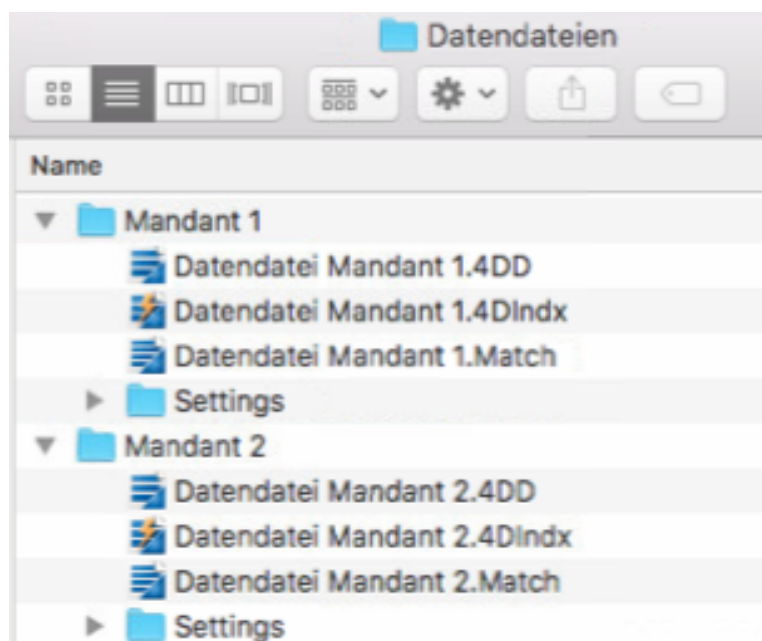 Datendateien
Name
Mandant 1
Datendatei Mandant 1.4DD
Datendatei Mandant 1.4DIndx
Datendatei Mandant 1.Match
Settings
Mandant 2
Datendatei Mandant 2.4DD
Datendatei Mandant 2.4DIndx
Datendatei Mandant 2.Match
Settings